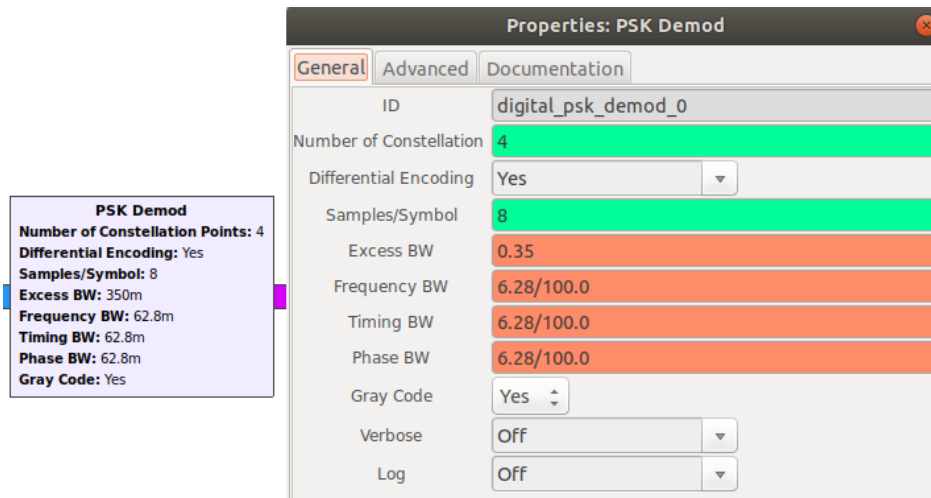 PSK Demod
Number of Constellation Points: 4
Differential Encoding: Yes
Samples/Symbol: 8
Excess BW: 350m
Frequency BW: 62.8m
Timing BW: 62.8m
Phase BW: 62.8m
Gray Code: Yes
Properties: PSK Demod
General Advanced Documentation
ID digital_psk_demod_0
Number of Constellation 4
Differential Encoding Yes
Samples/Symbol 8
Excess BW 0.35
Frequency BW 6.28/100.0
Timing BW 6.28/100.0
Phase BW 6.28/100.0
Gray Code Yes
Verbose Off
Log Off